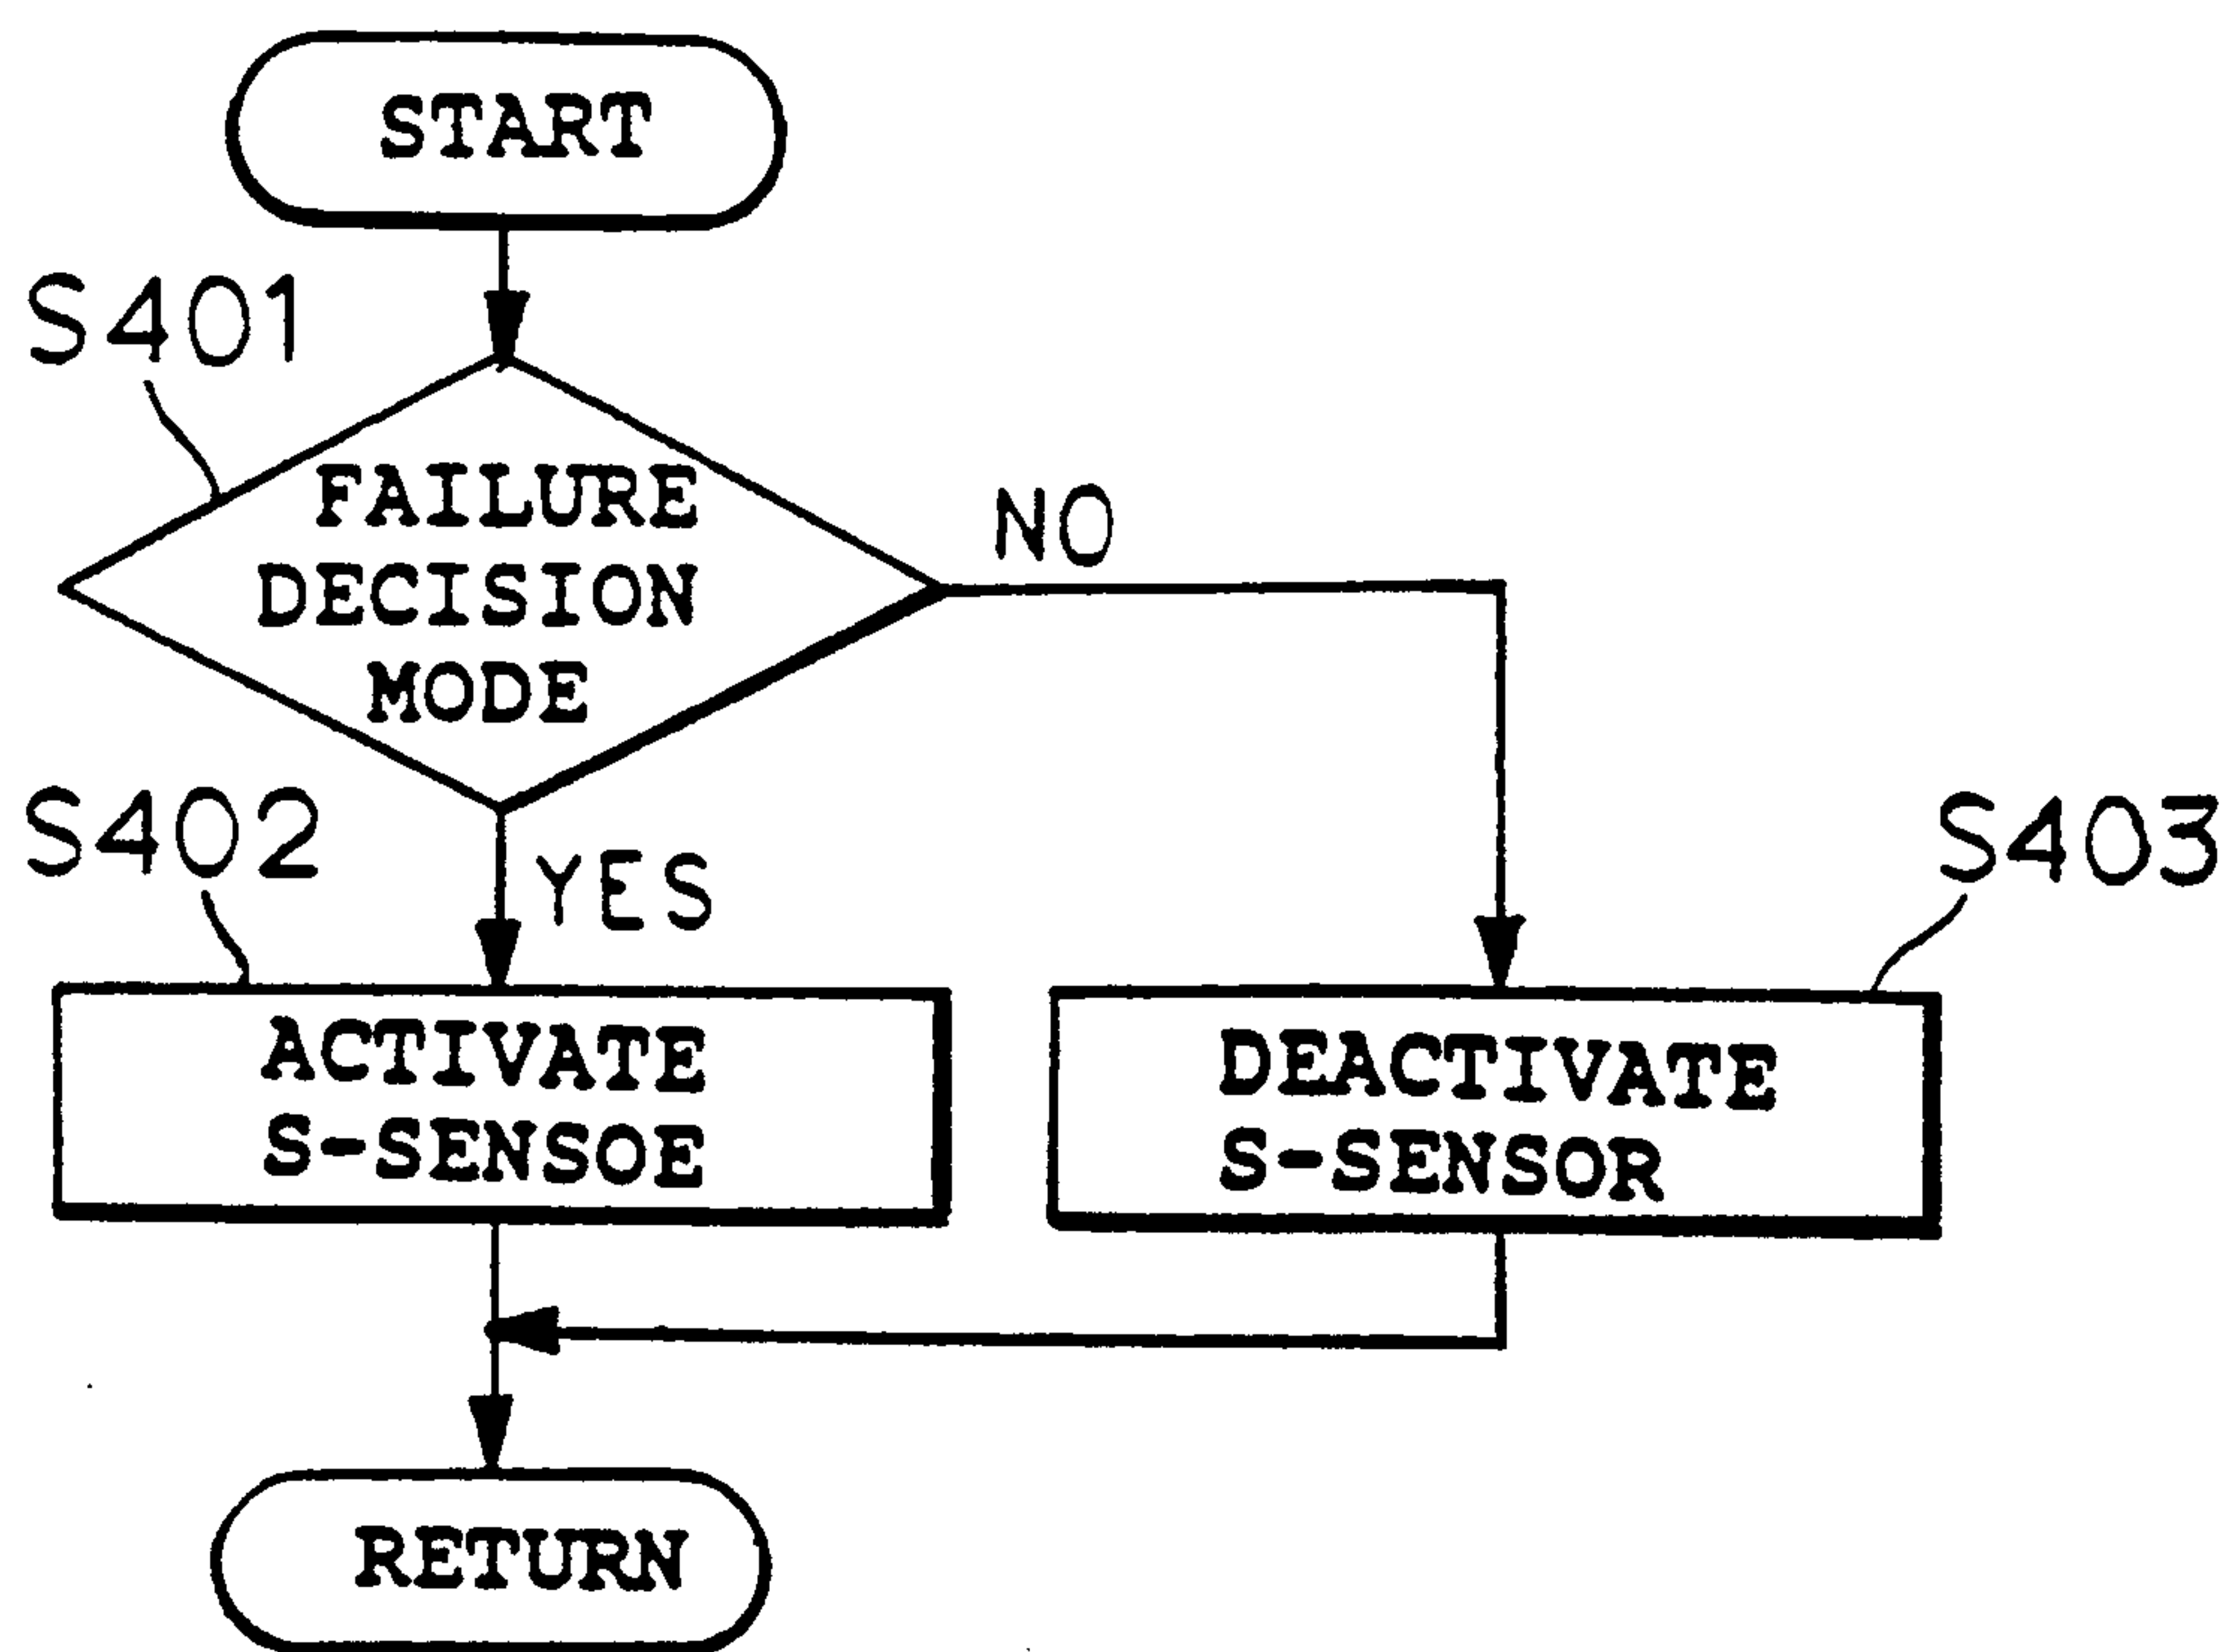 START
S401
FAILURE
DECISION
MODE
NO
S402
YES
S403
ACTIVATE
S-SENSOE
DEACTIVATE
S-SENSOR
RETURN